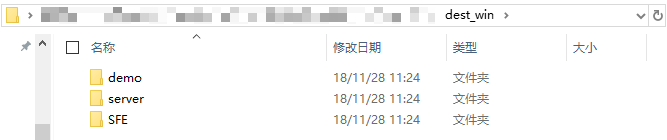 dest_win
名称 修改日期 类型 大小
demo 18/11/28 11:24 文件夹
server 18/11/28 11:24 文件夹
SFE 18/11/28 11:24 文件夹